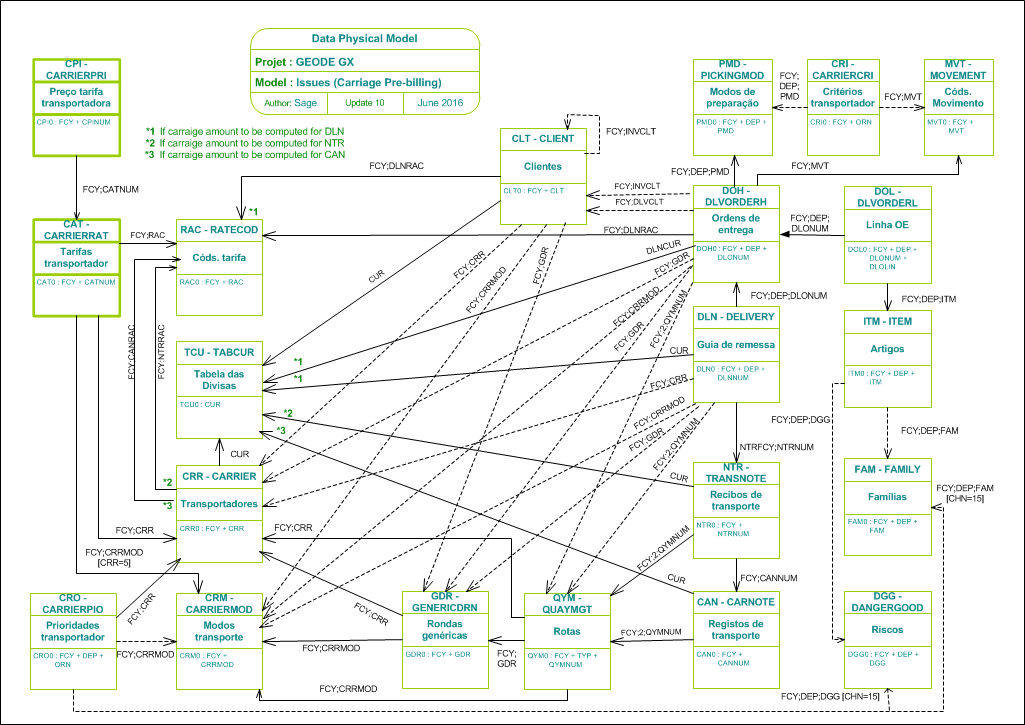 Data Physical Model
Projet : GEODE GX
Model : Issues (Carriage Pre-billing)
Author: Sage
Update 10
June 2016
*1 If carraige amount to be computed for DLN
*2 If carraige amount to be computed for NTR
*3 If carraige amount to be computed for CAN
CPI -
CARRIERPRI
Preço tarifa
transportadora
CPI0 : FCY + CPINUM
FCY;CATNUM
CAT -
CARRIERRAT
Tarifas
transportador
CAT0 : FCY + CATNUM
FCY;RAC
RAC - RATECOD
Códs. tarifa
RAC0 : FCY + RAC
*1
FCY;DLNRAC
CLT - CLIENT
Clientes
CLT0 : FCY + CLT
FCY;INVCLT
PMD -
PICKINGMOD
Modos de
preparação
PMD0 : FCY + DEP +
PMD
FCY;
DEP;
PMD
CRI -
CARRIERCRI
Critérios
transportador
CRI0 : FCY + ORN
FCY;MVT
MVT -
MOVEMENT
Códs.
Movimento
MVT0 : FCY +
MVT
FCY;DEP;PMD
FCY;MVT
FCY;INVCLT
FCY;DLVCLT
FCY;DLNRAC
DOH -
DLVORDERH
Ordens de
entrega
DOH0 : FCY + DEP +
DLONUM
FCY;DEP;
DLONUM
DOL -
DLVORDERL
Linha OE
DOL0 : FCY + DEP +
DLONUM +
DLOLIN
CUR
FCY;CRR
FCY;CRRMOD
FCY;GDR
DLNCUR
FCY;GDR
FCY;CRRMOD
FCY;GDR
FCY;2;QYMNUM
FCY;DEP;DLONUM
FCY;DEP;ITM
FCY;CANRAC
FCY;NTRRAC
TCU - TABCUR
Tabela das
Divisas
TCU0 : CUR
*1
*1
*2
*3
CUR
DLN - DELIVERY
Guia de remessa
DLN0 : FCY + DEP +
DLNNUM
CUR
FCY;CRR
FCY;CRRMOD
FCY;GDR
FCY;2;QYMNUM
ITM - ITEM
Artigos
ITM0 : FCY + DEP +
ITM
FCY;DEP;DGG
FCY;DEP;FAM
NTRFCY;NTRNUM
CRR - CARRIER
Transportadores
CRR0 : FCY + CRR
*2
*3
FCY;CRR
FCY;CRR
CUR
NTR -
TRANSNOTE
Recibos de
transporte
NTR0 : FCY +
NTRNUM
FAM - FAMILY
Famílias
FAM0 : FCY + DEP +
FAM
FCY;DEP;FAM
[CHN=15]
FCY;CRRMOD
[CRR=5]
FCY;2;QYMNUM
CUR
FCY;CANNUM
CRO -
CARRIERPIO
Prioridades
transportador
CRO0 : FCY + DEP +
ORN
FCY;CRR
FCY;CRRMOD
CRM -
CARRIERMOD
Modos
transporte
CRM0 : FCY +
CRRMOD
FCY;CRR
FCY;CRRMOD
GDR -
GENERICDRN
Rondas
genéricas
GDR0 : FCY + GDR
FCY;
GDR
QYM -
QUAYMGT
Rotas
QYM0 : FCY + TYP +
QYMNUM
FCY;2;QYMNUM
CAN - CARNOTE
Registos de
transporte
CAN0 : FCY +
CANNUM
DGG -
DANGERGOOD
Riscos
DGG0 : FCY + DEP +
DGG
FCY;CRRMOD
FCY;DEP;DGG [CHN=15]